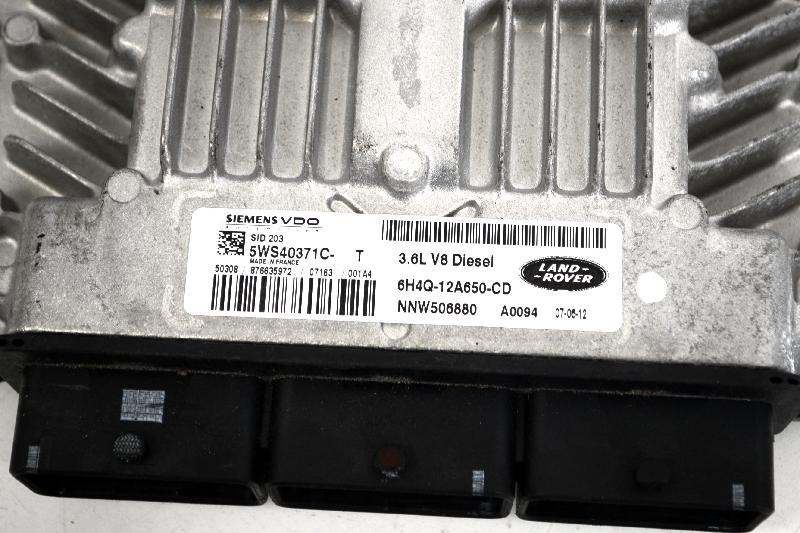 SIEMENS VDO
SID 203
5WS40371C- T
MADE IN FRANCE
50308 / 876635972 / 07163 / 001A4
3.6L V8 Diesel
LAND-
ROVER
6H4Q-12A650-CD
NNW506880 A0094 07-06-12